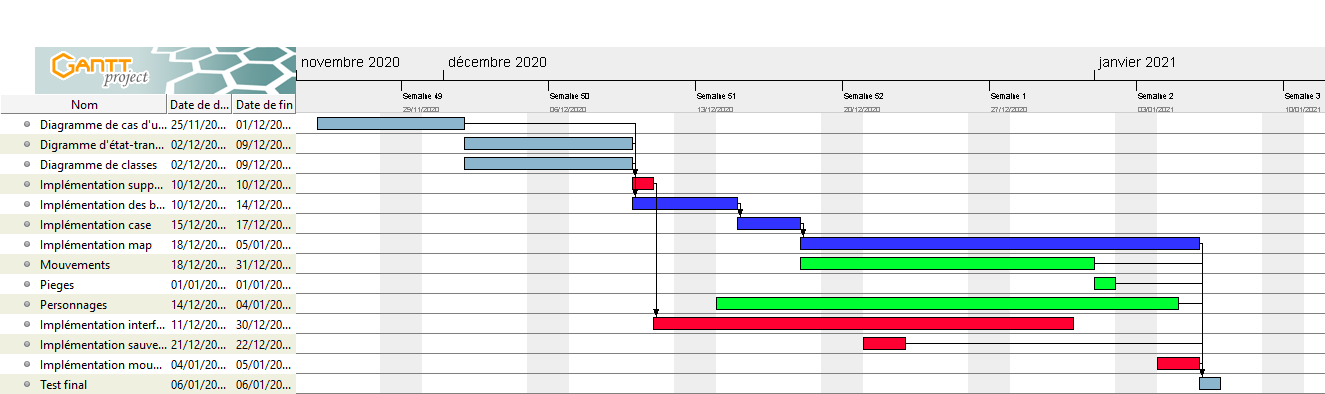 GANTT
project
novembre 2020 décembre 2020 janvier 2021
Semaine 49 Semaine 50 Semaine 51 Semaine 52 Semaine 1 Semaine 2 Semaine 3
29/11/2020 06/12/2020 13/12/2020 20/12/2020 27/12/2020 03/01/2021 10/01/2021
Nom Date de d... Date de fin
Diagramme de cas d'u... 25/11/20... 01/12/20...
Digramme d'état-tran... 02/12/20... 09/12/20...
Diagramme de classes 02/12/20... 09/12/20...
Implémentation supp... 10/12/20... 10/12/20...
Implémentation des b... 10/12/20... 14/12/20...
Implémentation case 15/12/20... 17/12/20...
Implémentation map 18/12/20... 05/01/20...
Mouvements 18/12/20... 31/12/20...
Pieges 01/01/20... 01/01/20...
Personnages 14/12/20... 04/01/20...
Implémentation interf... 11/12/20... 30/12/20...
Implémentation sauve... 21/12/20... 22/12/20...
Implémentation mou... 04/01/20... 05/01/20...
Test final 06/01/20... 06/01/20...